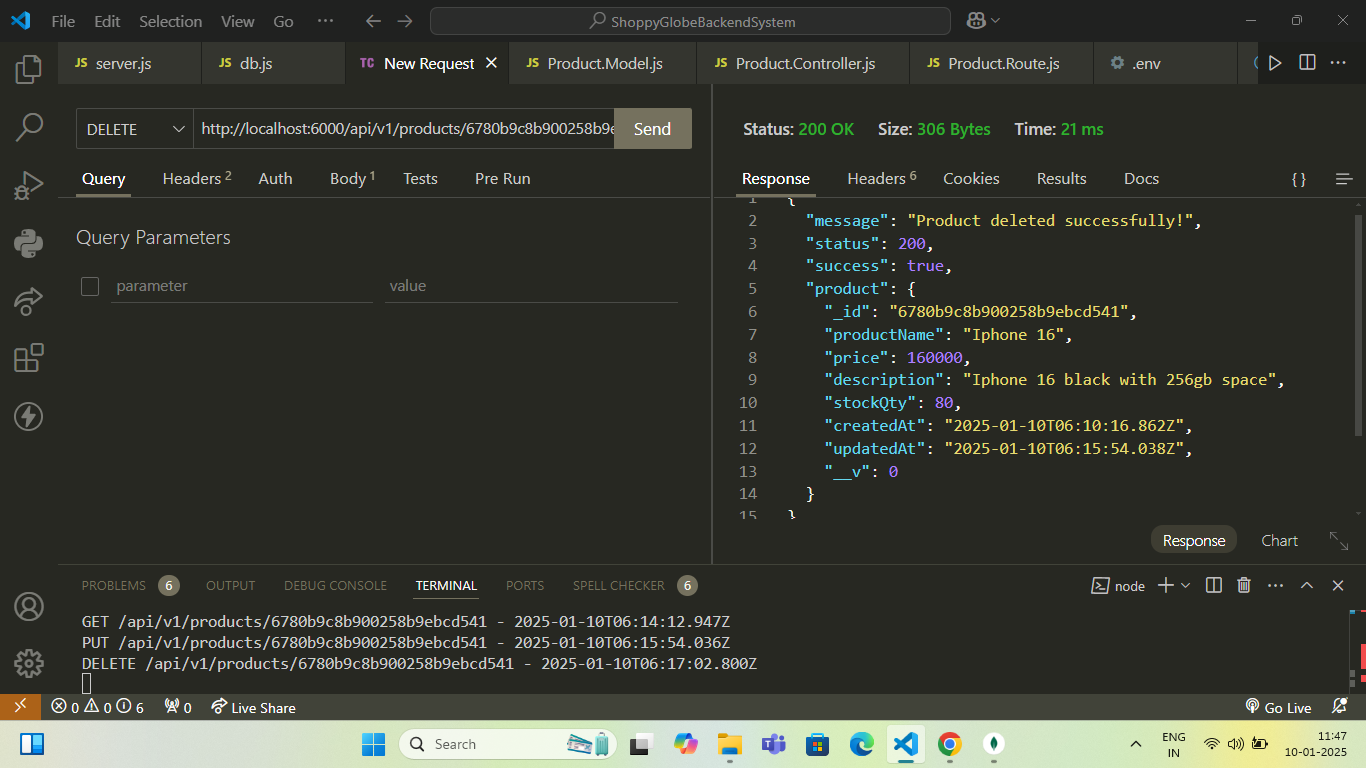 File Edit Selection View Go ··· ShoppyGlobeBackendSystem
JS server.js JS db.js TC New Request JS Product.Model.js JS Product.Controller.js JS Product.Route.js .env
DELETE http://localhost:6000/api/v1/products/6780b9c8b900258b9e Send
Status: 200 OK Size: 306 Bytes Time: 21 ms
Query Headers 2 Auth Body 1 Tests Pre Run
Response Headers 6 Cookies Results Docs { }
Query Parameters
parameter value
1 {
2 "message": "Product deleted successfully!",
3 "status": 200,
4 "success": true,
5 "product": {
6 "_id": "6780b9c8b900258b9ebcd541",
7 "productName": "Iphone 16",
8 "price": 160000,
9 "description": "Iphone 16 black with 256gb space",
10 "stockQty": 80,
11 "createdAt": "2025-01-10T06:10:16.862Z",
12 "updatedAt": "2025-01-10T06:15:54.038Z",
13 "__v": 0
14 }
15 }
Response Chart
PROBLEMS 6 OUTPUT DEBUG CONSOLE TERMINAL PORTS SPELL CHECKER 6 node
GET /api/v1/products/6780b9c8b900258b9ebcd541 - 2025-01-10T06:14:12.947Z
PUT /api/v1/products/6780b9c8b900258b9ebcd541 - 2025-01-10T06:15:54.036Z
DELETE /api/v1/products/6780b9c8b900258b9ebcd541 - 2025-01-10T06:17:02.800Z
0 0 6 0 Live Share Go Live
Search
ENG
IN
11:47
10-01-2025